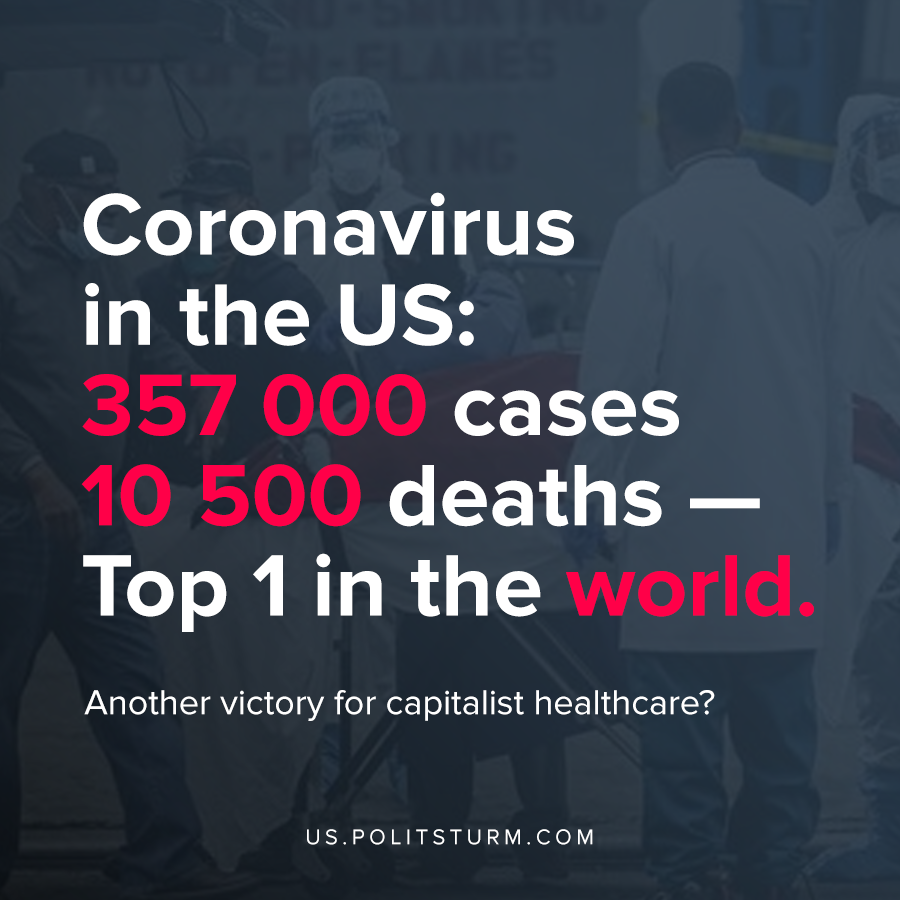 Coronavirus
in the US:
357 000 cases
10 500 deaths —
Top 1 in the world.
Another victory for capitalist healthcare?
US.POLITSTURM.COM